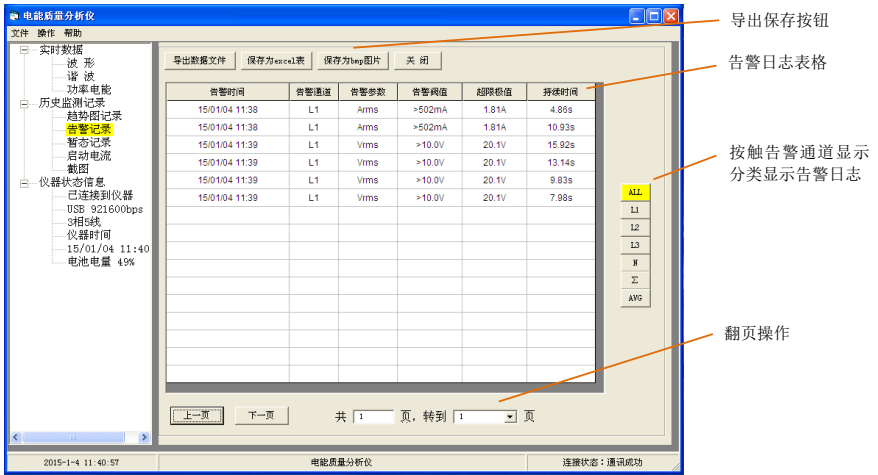 电能质量分析仪
文件 操作 帮助
实时数据
波 形
谐 波
功率电能
历史监测记录
趋势图记录
告警记录
暂态记录
启动电流
截图
仪器状态信息
已连接到仪器
USB 921600bps
3相5线
仪器时间
15/01/04 11:40
电池电量 49%
导出数据文件 保存为excel表 保存为bmp图片 关 闭
告警时间 告警通道 告警参数 告警阀值 超限极值 持续时间
15/01/04 11:38 L1 Arms >502mA 1.81A 4.86s
15/01/04 11:38 L1 Arms >502mA 1.81A 10.93s
15/01/04 11:39 L1 Vrms >10.0V 20.1V 15.92s
15/01/04 11:39 L1 Vrms >10.0V 20.1V 13.14s
15/01/04 11:39 L1 Vrms >10.0V 20.1V 9.83s
15/01/04 11:39 L1 Vrms >10.0V 20.1V 7.98s
ALL
L1
L2
L3
N
Σ
AVG
上一页 下一页 共 1 页, 转到 1 页
2015-1-4 11:40:57 电能质量分析仪 连接状态：通讯成功
导出保存按钮
告警日志表格
按触告警通道显示
分类显示告警日志
翻页操作